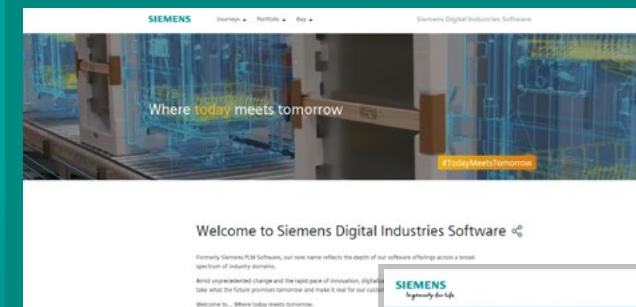 SIEMENS Journeys Portfolio Buy Siemens Digital Industries Software
Where today meets tomorrow
#TodayMeetsTomorrow
Welcome to Siemens Digital Industries Software
Formerly Siemens PLM Software, our new name reflects the depth of our software offerings across a broad
spectrum of industry domains.
Amid unprecedented change and the rapid pace of innovation,
take what the future promises tomorrow and make it real for our
Welcome to... Where today meets tomorrow.
SIEMENS
Ingenuity for life